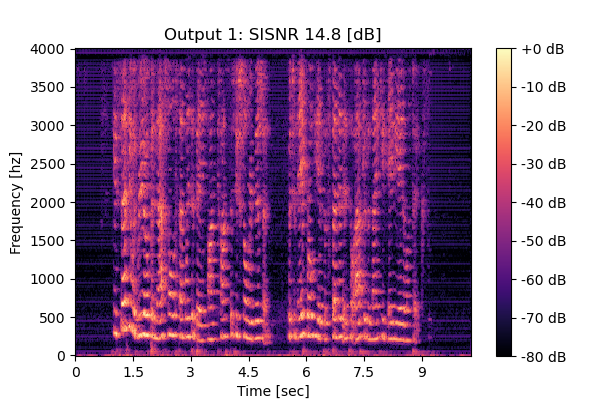 Output 1: SISNR 14.8 [dB]
4000
3500
3000
2500
2000
1500
1000
500
0
Frequency [hz]
0 1.5 3 4.5 6 7.5 9
Time [sec]
+0 dB
-10 dB
-20 dB
-30 dB
-40 dB
-50 dB
-60 dB
-70 dB
-80 dB